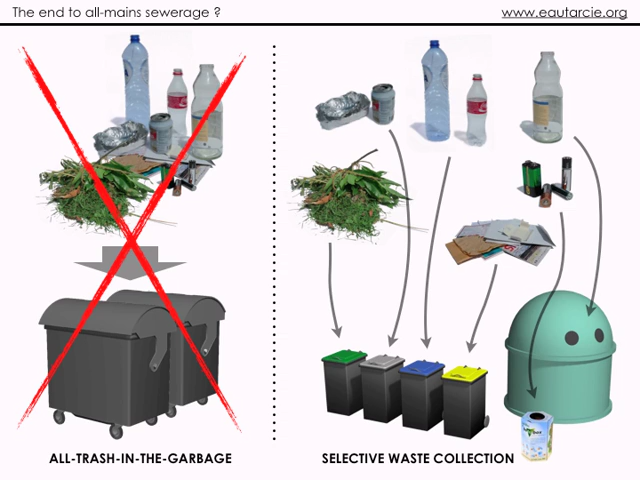 The end to all-mains sewerage ?
www.eautarcie.org
ALL-TRASH-IN-THE-GARBAGE
SELECTIVE WASTE COLLECTION